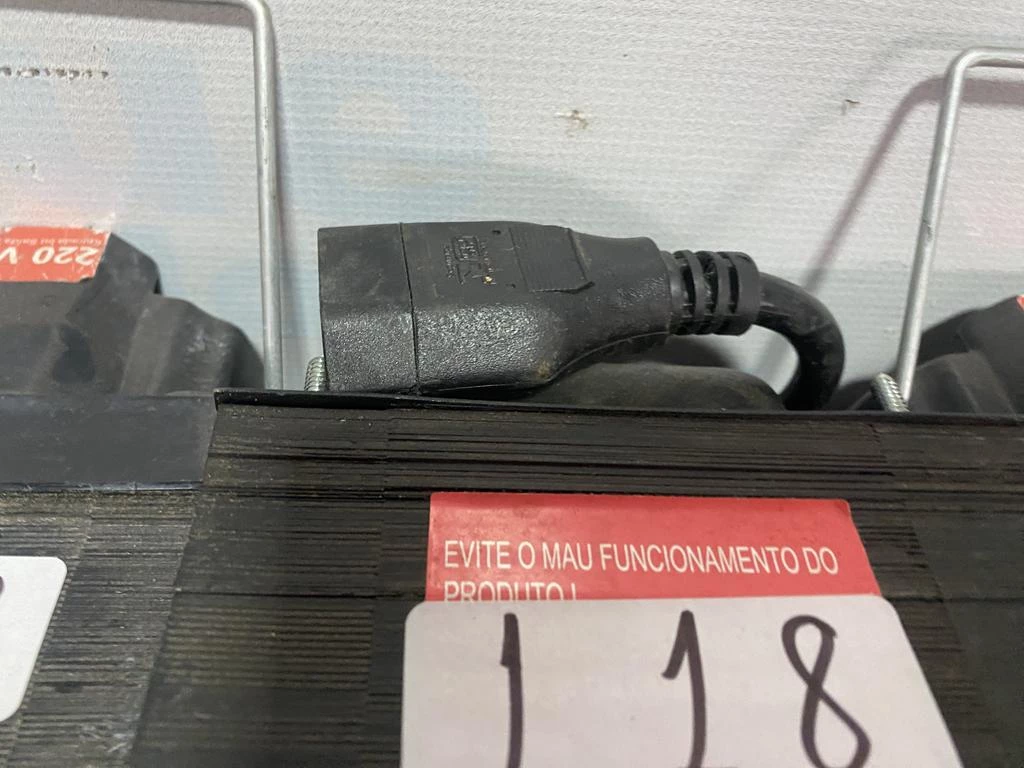 220 V
EVITE O MAU FUNCIONAMENTO DO
PRODUTO !
118